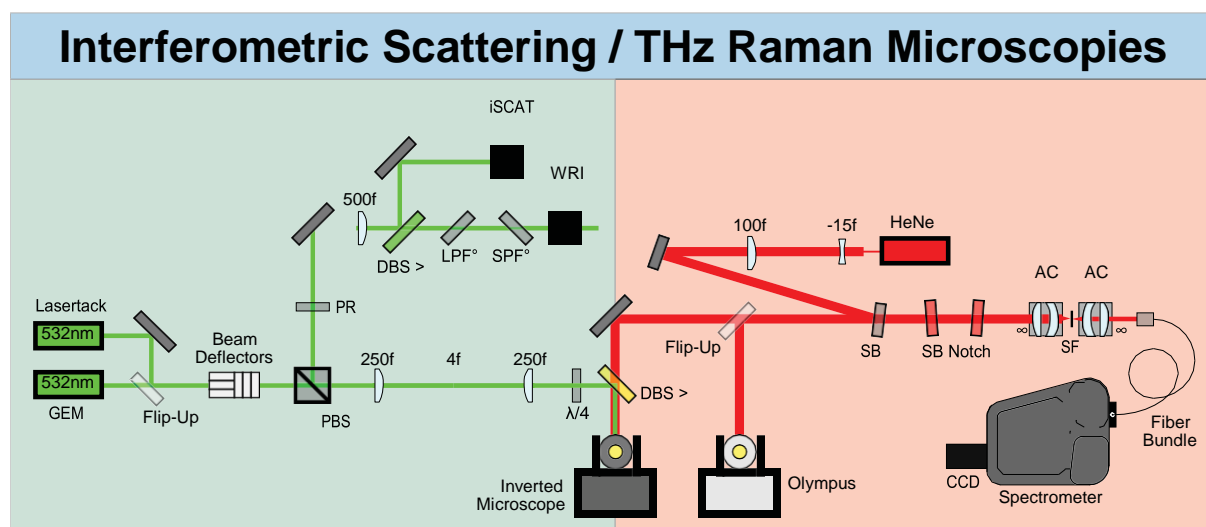 Interferometric Scattering / THz Raman Microscopies
iSCAT
WRI
500f
DBS >
LPF°
SPF°
PR
Lasertack
532nm
532nm
GEM
Flip-Up
Beam
Deflectors
PBS
250f
4f
250f
λ/4
DBS >
Inverted
Microscope
100f
-15f
HeNe
Flip-Up
SB
SB
Notch
AC
AC
∞
SF
∞
Olympus
Fiber
Bundle
CCD
Spectrometer